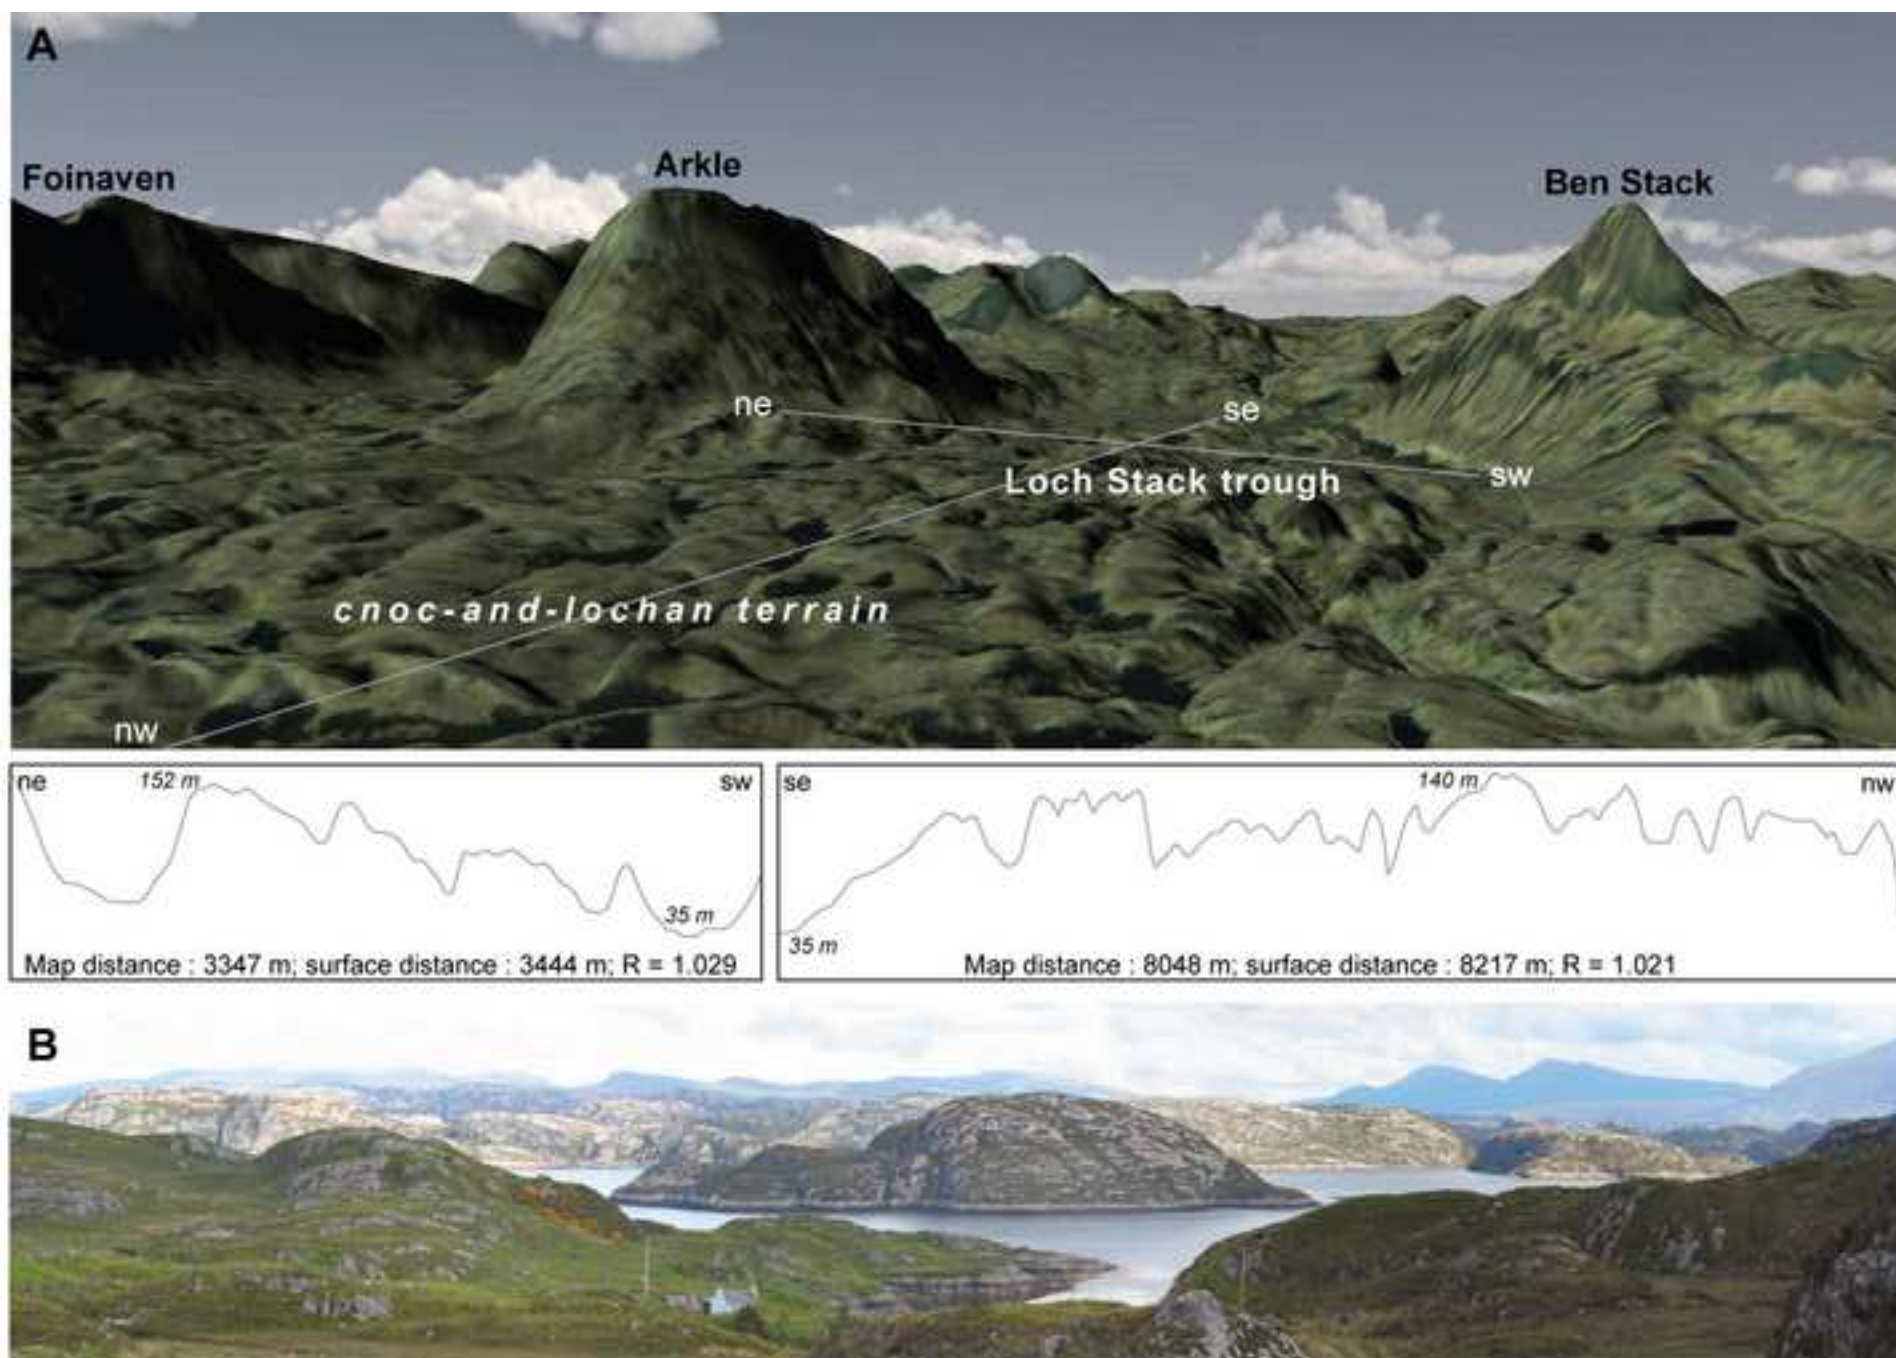 A
Foinaven
Arkle
Ben Stack
ne
se
sw
Loch Stack trough
cnoc-and-lochan terrain
nw
ne
152 m
sw
35 m
Map distance : 3347 m; surface distance : 3444 m; R = 1.029
se
140 m
nw
35 m
Map distance : 8048 m; surface distance : 8217 m; R = 1.021
B